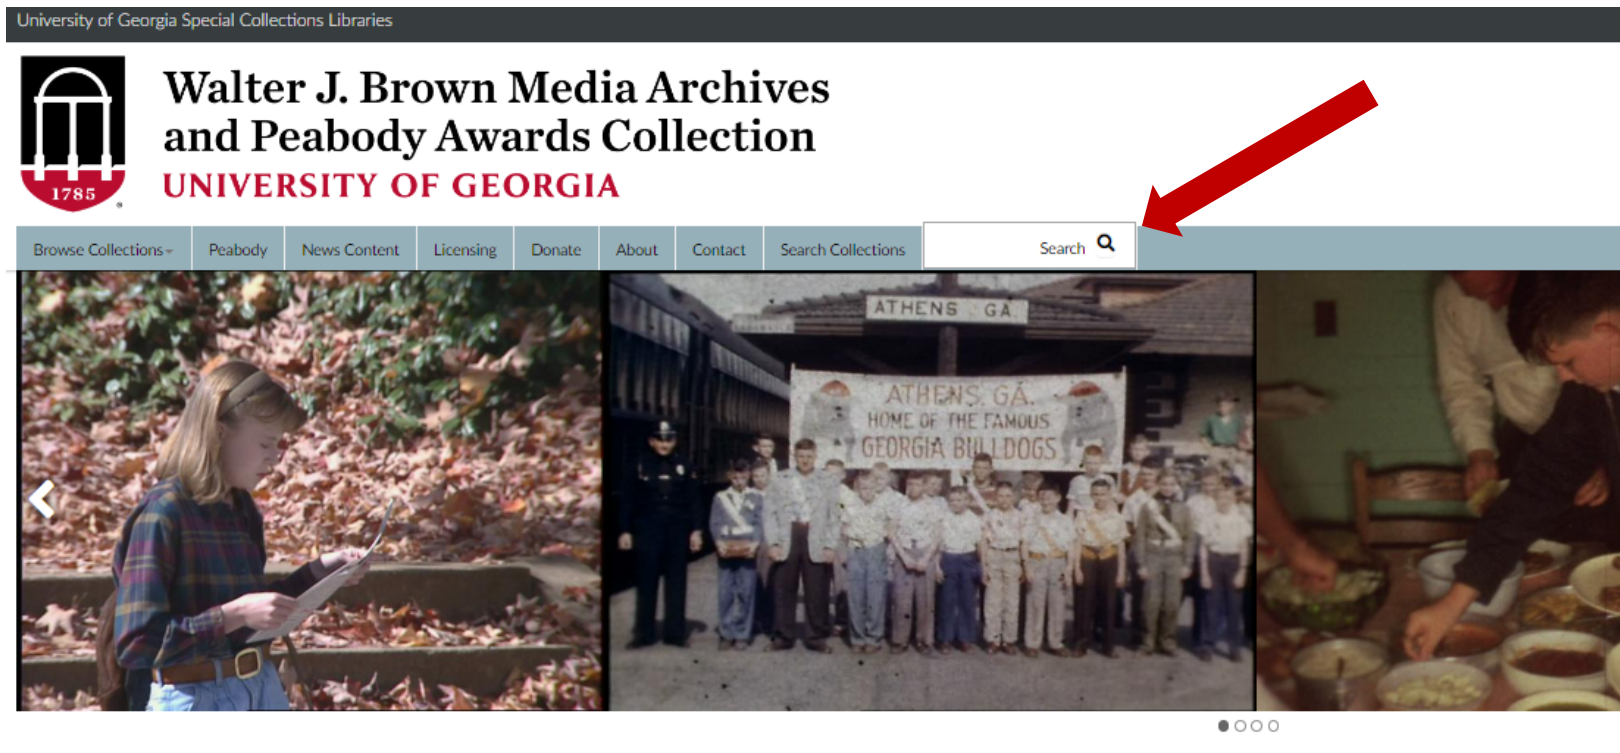 University of Georgia Special Collections Libraries
Walter J. Brown Media Archives
and Peabody Awards Collection
UNIVERSITY OF GEORGIA
1785
Browse Collections
Peabody
News Content
Licensing
Donate
About
Contact
Search Collections
Search
ATHENS GA.
ATHENS, GA.
HOME OF THE FAMOUS
GEORGIA BULLDOGS